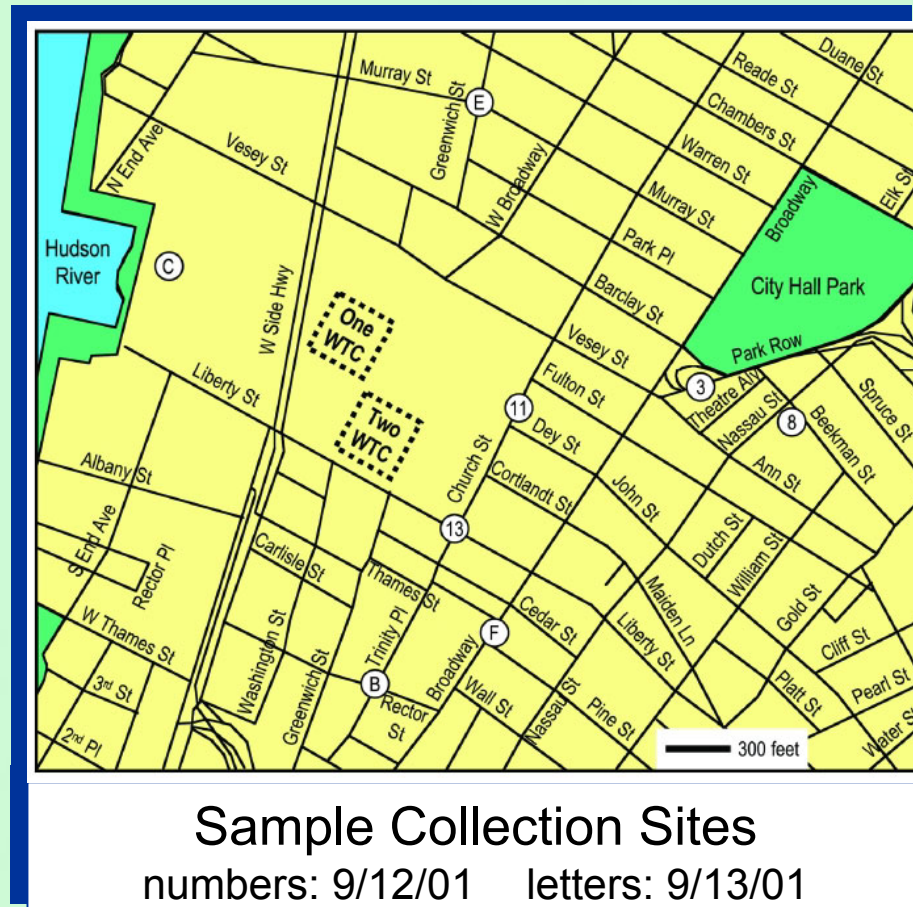 Duane St
Reade St
Murray St
Chambers St
E
Greenwich St
Warren St
Vesey St
N End Ave
W Broadway
Murray St
Broadway
Elk St
Park Pl
Hudson
River
C
City Hall Park
Barclay St
W Side Hwy
One
WTC
Vesey St
Park Row
Fulton St
3
Theatre Alv
Nassau St
Spruce St
Liberty St
11
8
Beekman St
Two
WTC
Dey St
Church St
Ann St
Albany St
Cortlandt St
John St
13
Dutch St
S End Ave
Rector Pl
Carlisle St
William St
Thames St
Maiden Ln
Gold St
W Thames St
Washington St
Trinity Pl
F
Cedar St
Liberty St
Cliff St
3rd St
Greenwich St
B
Broadway
Rector
St
Wall St
Nassau St
Pine St
Platt St
Pearl St
2nd Pl
Water St
300 feet
Sample Collection Sites
numbers: 9/12/01 letters: 9/13/01